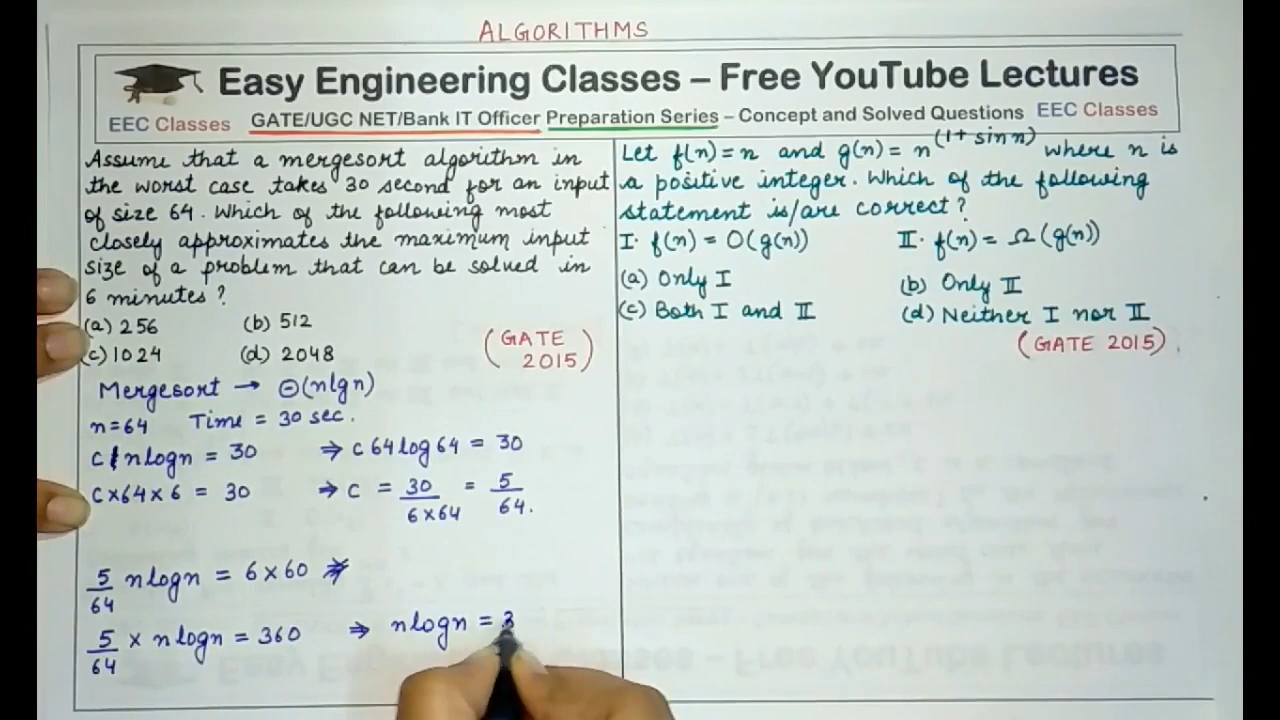 ALGORITHMS
Easy Engineering Classes – Free YouTube Lectures
EEC Classes GATE/UGC NET/Bank IT Officer Preparation Series – Concept and Solved Questions EEC Classes
Assume that a mergesort algorithm in
the worst case takes 30 second for an input
of size 64. Which of the following most
closely approximates the maximum input
size of a problem that can be solved in
6 minutes?
(a) 256 (b) 512
(c) 1024 (d) 2048
(GATE 2015)
Mergesort → Θ(nlgn)
n=64 Time = 30 sec.
c nlogn = 30 ⇒ c 64log64 = 30
c×64×6 = 30 ⇒ c = 30/6×64 = 5/64.
5/64 nlogn = 6×60
5/64 × nlogn = 360 ⇒ nlogn = 3
Let f(n)=n and g(n)=n^(1+ sin n) where n is
a positive integer. Which of the following
statement is/are correct?
I. f(n) = O(g(n)) II. f(n) = Ω(g(n))
(a) Only I (b) Only II
(c) Both I and II (d) Neither I nor II
(GATE 2015).